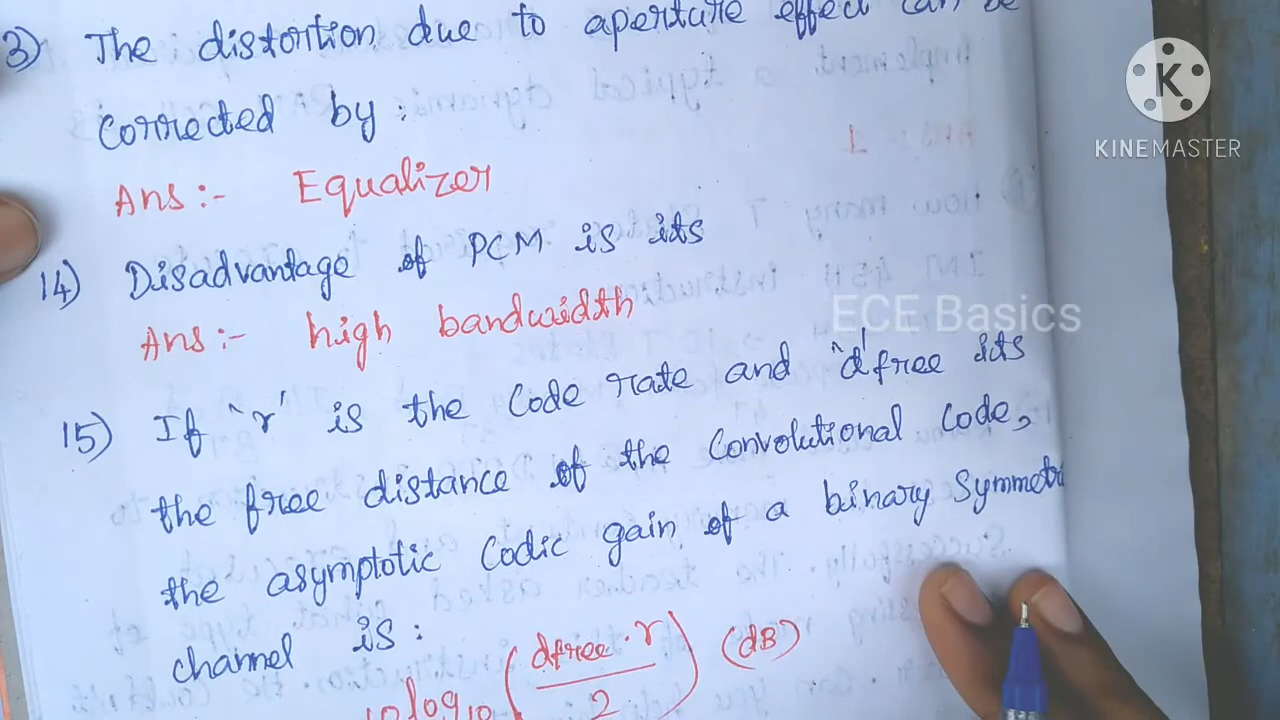 3) The distortion due to aperture effect can be
corrected by :
Ans :- Equalizer
14) Disadvantage of PCM is its
Ans :- high bandwidth
15) If `r' is the code rate and `d'free its
the free distance of the convolutional code,
the asymptotic Codic gain of a binary Symmetr
channel is :
10log10 (dfree.r/2) (dB)
K
KINEMASTER
ECE Basics